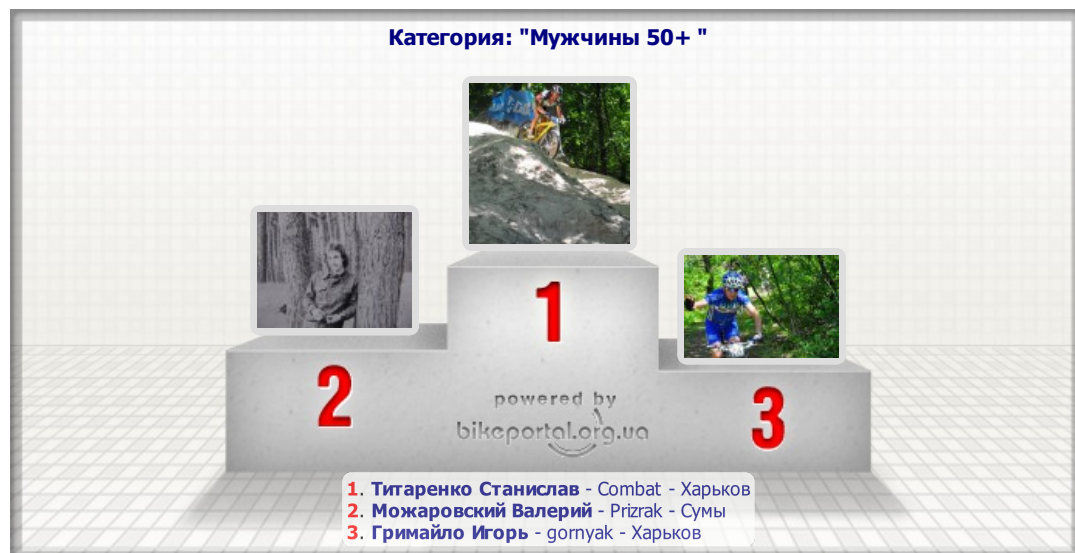 Категория: "Мужчины 50+ "
1
2
3
powered by
bikeportal.org.ua
1. Титаренко Станислав - Combat - Харьков
2. Можаровский Валерий - Prizrak - Сумы
3. Гримайло Игорь - gornyak - Харьков